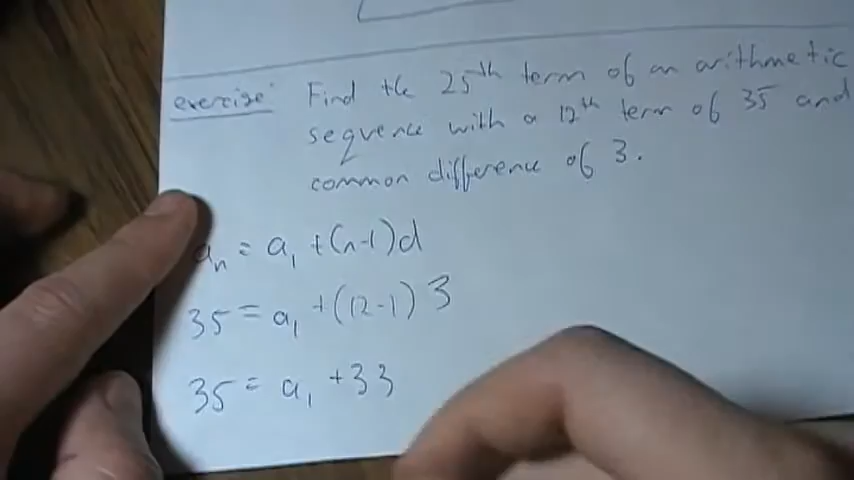 exercise: Find the 25th term of an arithmetic
sequence with a 12th term of 35 and
common difference of 3.
an = a1 + (n-1)d
35 = a1 + (12-1) 3
35 = a1 + 33